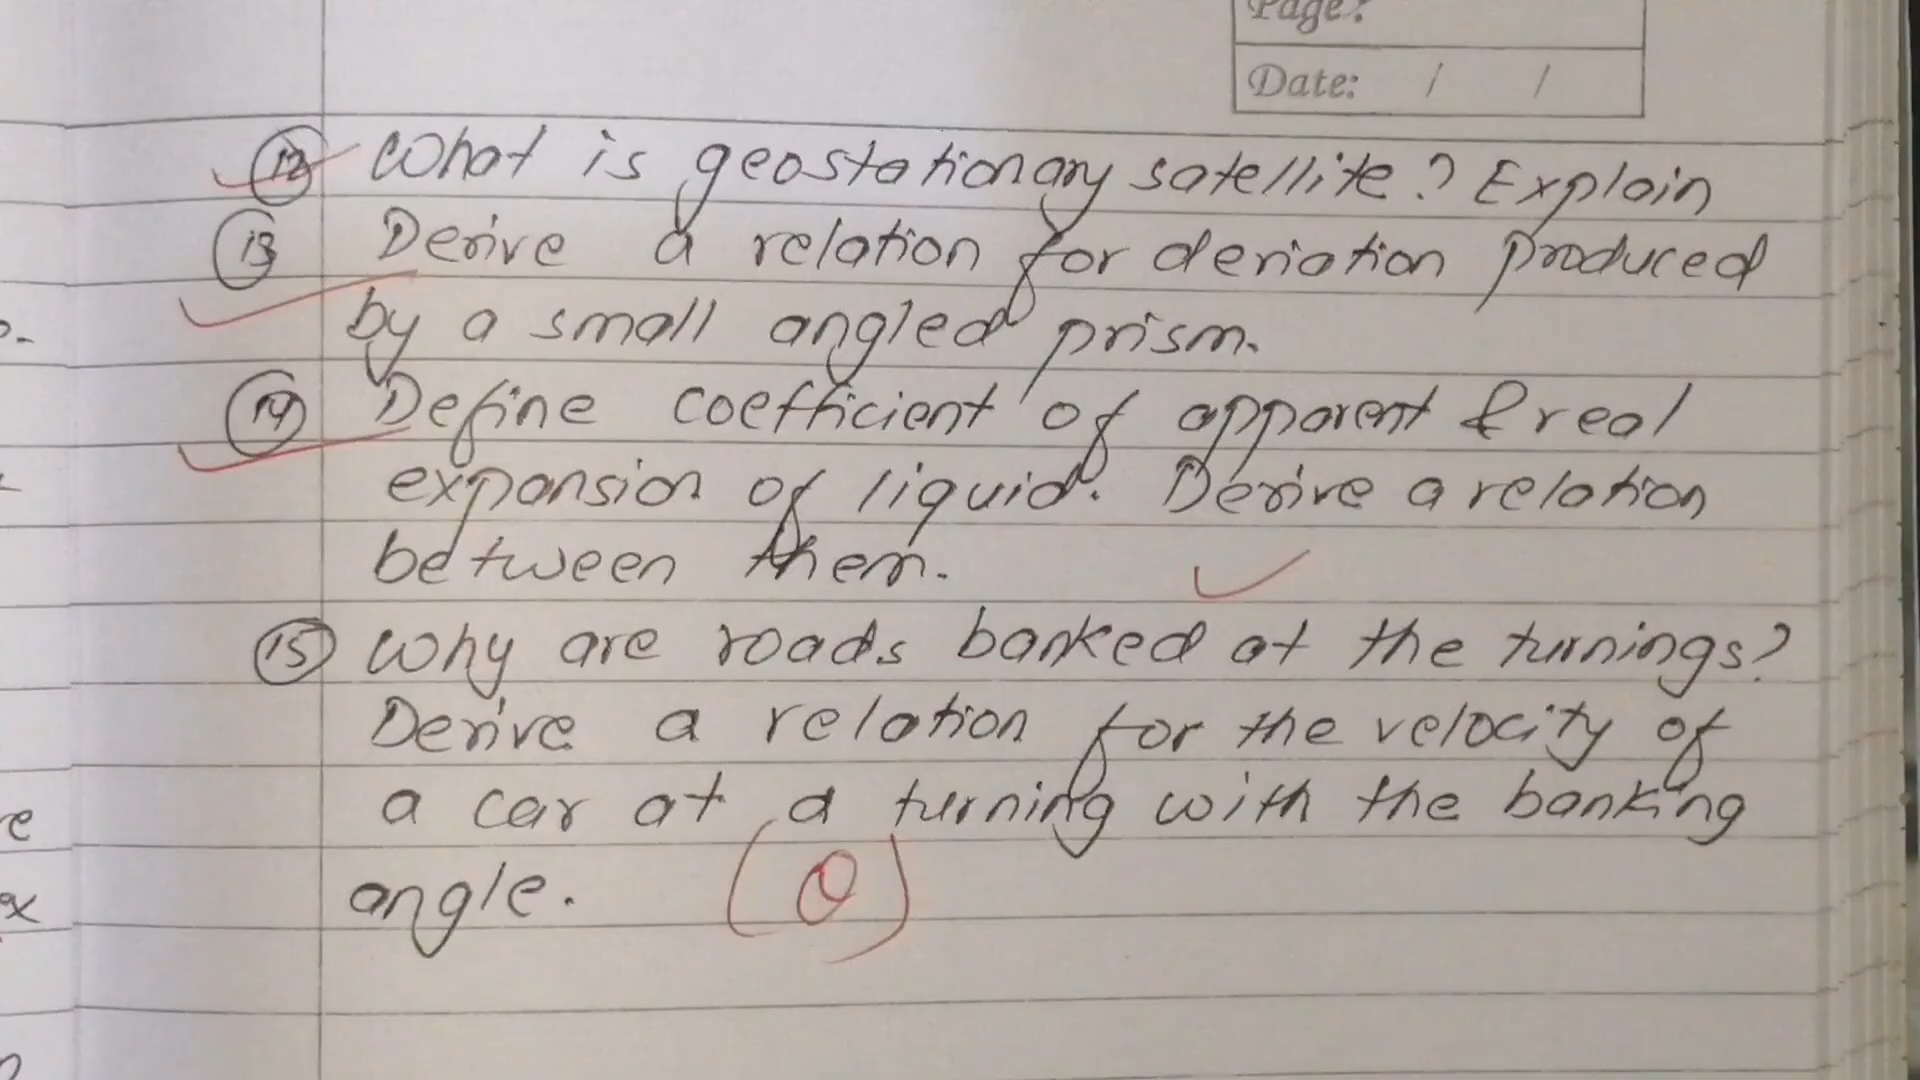 Page:
Date: / /
12 What is geostationary satellite? Explain
13 Derive a relation for deviation produced
by a small angled prism.
14 Define coefficient of apparent & real
expansion of liquid. Derive a relation
between them.
15 Why are roads banked at the turnings?
Derive a relation for the velocity of
a car at a turning with the banking
angle. (O)
e
x